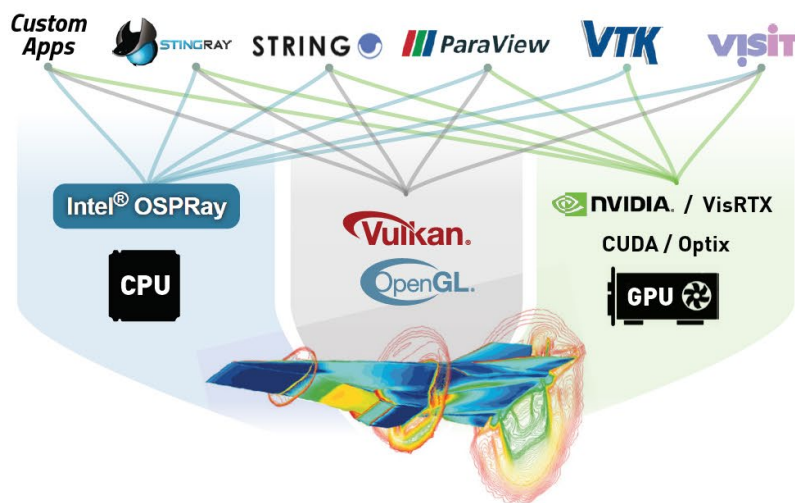 Custom
Apps
STINGRAY
STRING
ParaView
VTK
VisIT
Intel® OSPRay
Vulkan®
OpenGL®
NVIDIA. / VisRTX
CUDA / Optix
CPU
GPU